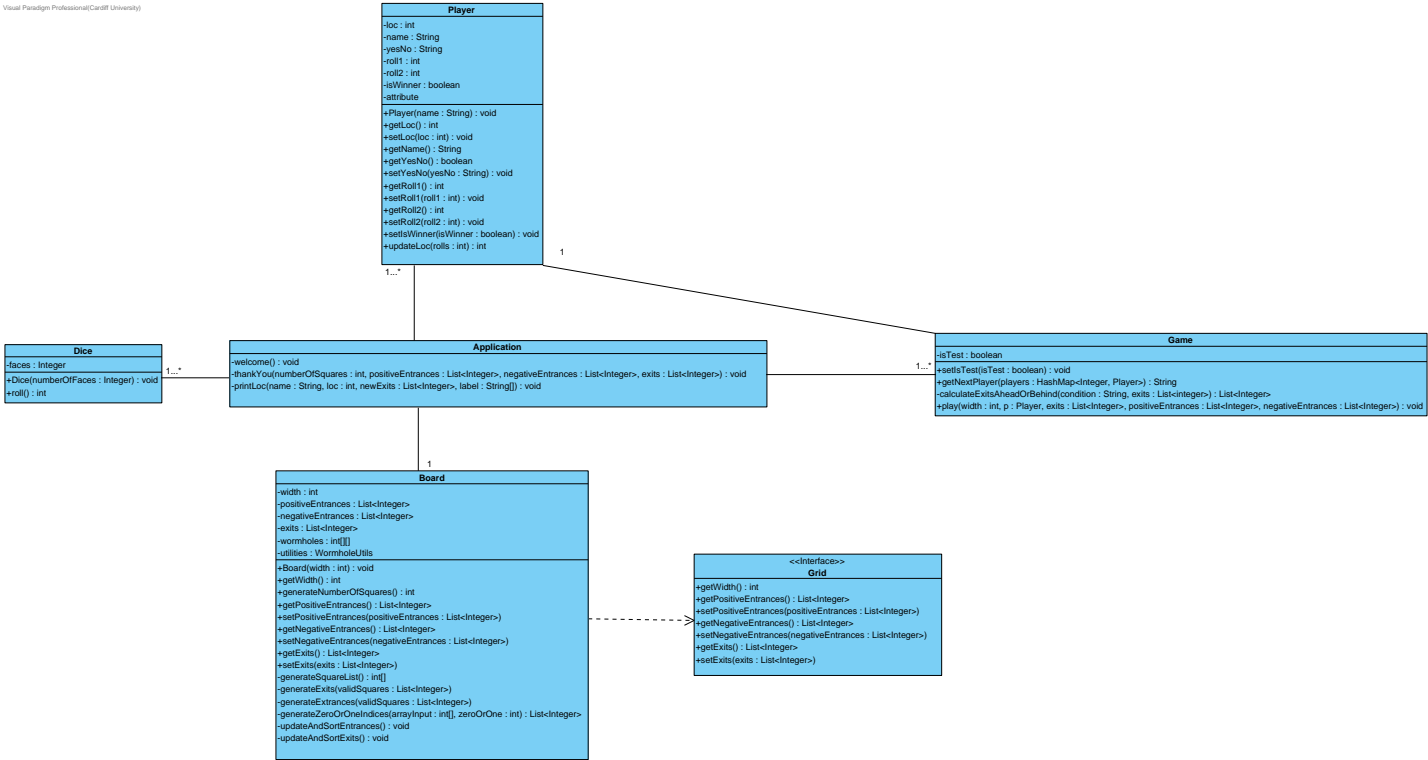 Visual Paradigm Professional(Cardiff University)
Player
-loc : int
-name : String
-yesNo : String
-roll1 : int
-roll2 : int
-isWinner : boolean
-attribute
+Player(name : String) : void
+getLoc() : int
+setLoc(loc : int) : void
+getName() : String
+getYesNo() : boolean
+setYesNo(yesNo : String) : void
+getRoll1() : int
+setRoll1(roll1 : int) : void
+getRoll2() : int
+setRoll2(roll2 : int) : void
+setIsWinner(isWinner : boolean) : void
+updateLoc(rolls : int) : int
1
1...*
Dice
-faces : Integer
+Dice(numberOfFaces : Integer) : void
+roll() : int
1...*
Application
-welcome() : void
-thankYou(numberOfSquares : int, positiveEntrances : List<Integer>, negativeEntrances : List<Integer>, exits : List<Integer>) : void
-printLoc(name : String, loc : int, newExits : List<Integer>, label : String[]) : void
1...*
Game
-isTest : boolean
+setIsTest(isTest : boolean) : void
+getNextPlayer(players : HashMap<Integer, Player>) : String
-calculateExitsAheadOrBehind(condition : String, exits : List<integer>) : List<Integer>
+play(width : int, p : Player, exits : List<Integer>, positiveEntrances : List<Integer>, negativeEntrances : List<Integer>) : void
1
Board
-width : int
-positiveEntrances : List<Integer>
-negativeEntrances : List<Integer>
-exits : List<Integer>
-wormholes : int[][]
-utilities : WormholeUtils
+Board(width : int) : void
+getWidth() : int
+generateNumberOfSquares() : int
+getPositiveEntrances() : List<Integer>
+setPositiveEntrances(positiveEntrances : List<Integer>)
+getNegativeEntrances() : List<Integer>
+setNegativeEntrances(negativeEntrances : List<Integer>)
+getExits() : List<Integer>
+setExits(exits : List<Integer>)
-generateSquareList() : int[]
-generateExits(validSquares : List<Integer>)
-generateExtrances(validSquares : List<Integer>)
-generateZeroOrOneIndices(arrayInput : int[], zeroOrOne : int) : List<Integer>
-updateAndSortEntrances() : void
-updateAndSortExits() : void
<<Interface>>
Grid
+getWidth() : int
+getPositiveEntrances() : List<Integer>
+setPositiveEntrances(positiveEntrances : List<Integer>)
+getNegativeEntrances() : List<Integer>
+setNegativeEntrances(negativeEntrances : List<Integer>)
+getExits() : List<Integer>
+setExits(exits : List<Integer>)